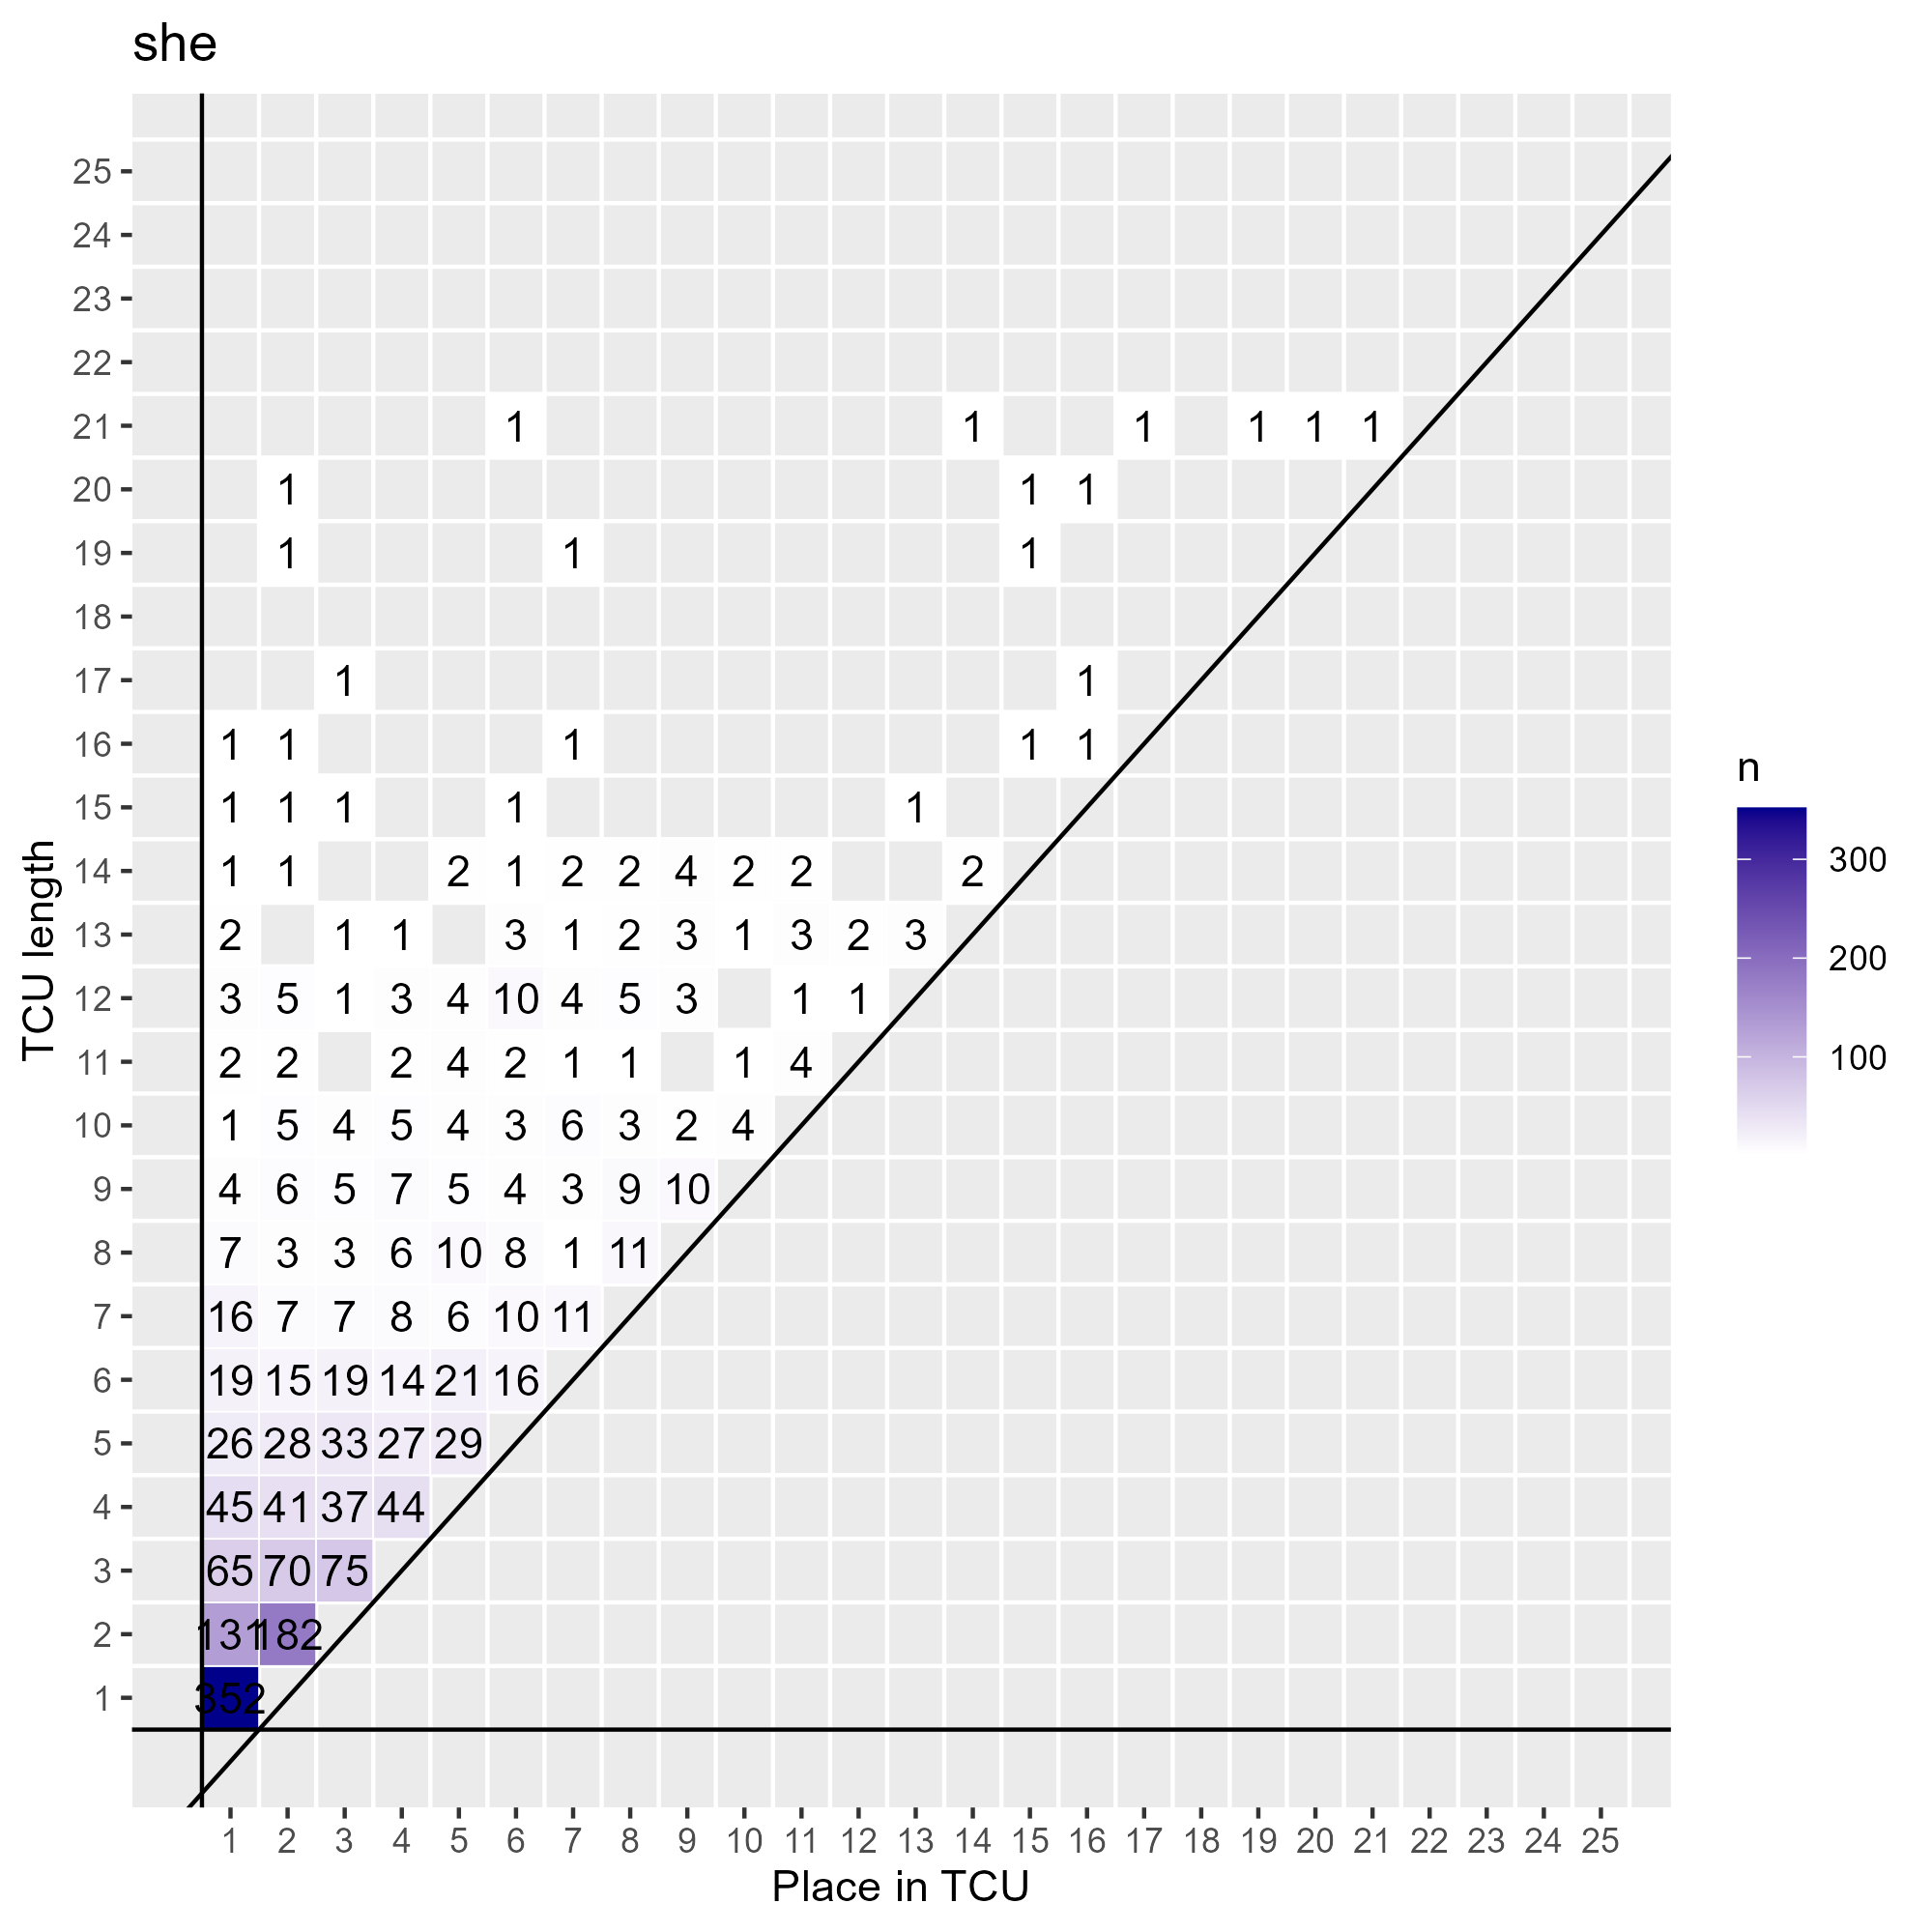 she
25
24
23
22
21 1 1 1 1 1 1
20 1 1 1
19 1 1 1
18
17 1 1
16 1 1 1 1 1
15 1 1 1 1 1
14 1 1 2 1 2 2 4 2 2 2
13 2 1 1 3 1 2 3 1 3 2 3
12 3 5 1 3 4 10 4 5 3 1 1
11 2 2 2 4 2 1 1 1 4
10 1 5 4 5 4 3 6 3 2 4
9 4 6 5 7 5 4 3 9 10
8 7 3 3 6 10 8 1 11
7 16 7 7 8 6 10 11
6 19 15 19 14 21 16
5 26 28 33 27 29
4 45 41 37 44
3 65 70 75
2 131 182
1 352
1 2 3 4 5 6 7 8 9 10 11 12 13 14 15 16 17 18 19 20 21 22 23 24 25
Place in TCU
TCU length
n
300
200
100